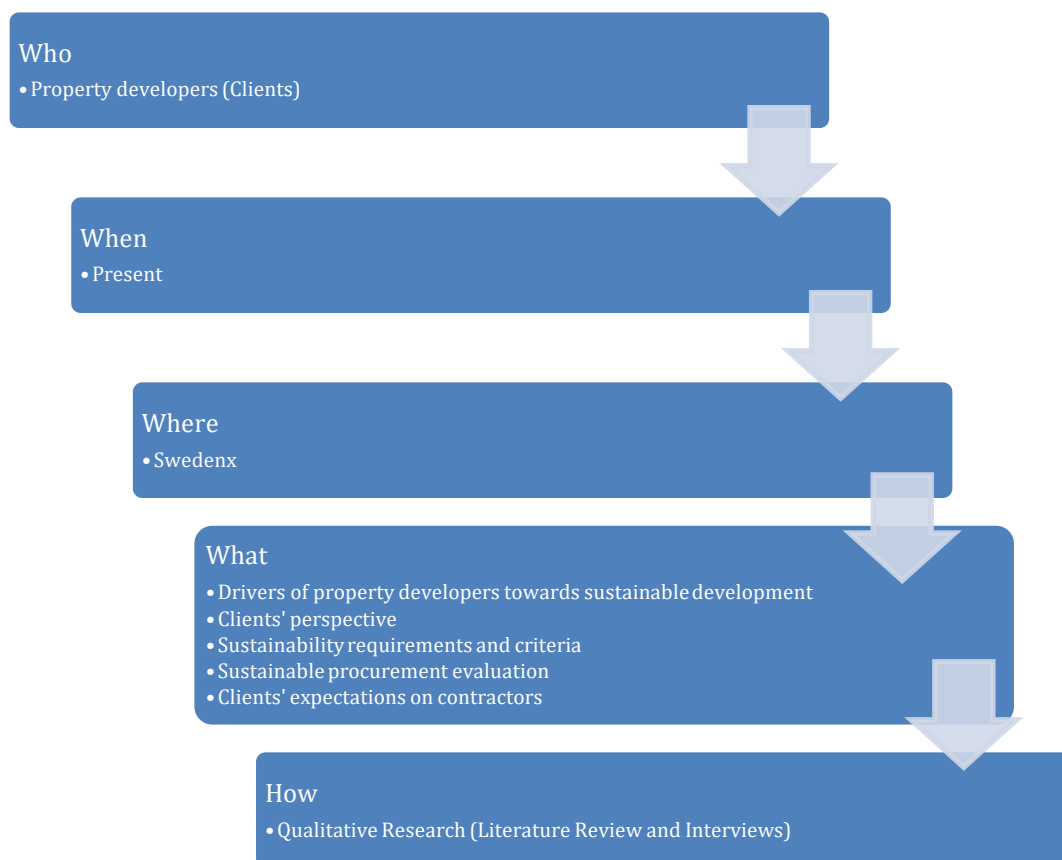 Who
• Property developers (Clients)
When
• Present
Where
• Swedenx
What
• Drivers of property developers towards sustainable development
• Clients' perspective
• Sustainability requirements and criteria
• Sustainable procurement evaluation
• Clients' expectations on contractors
How
• Qualitative Research (Literature Review and Interviews)